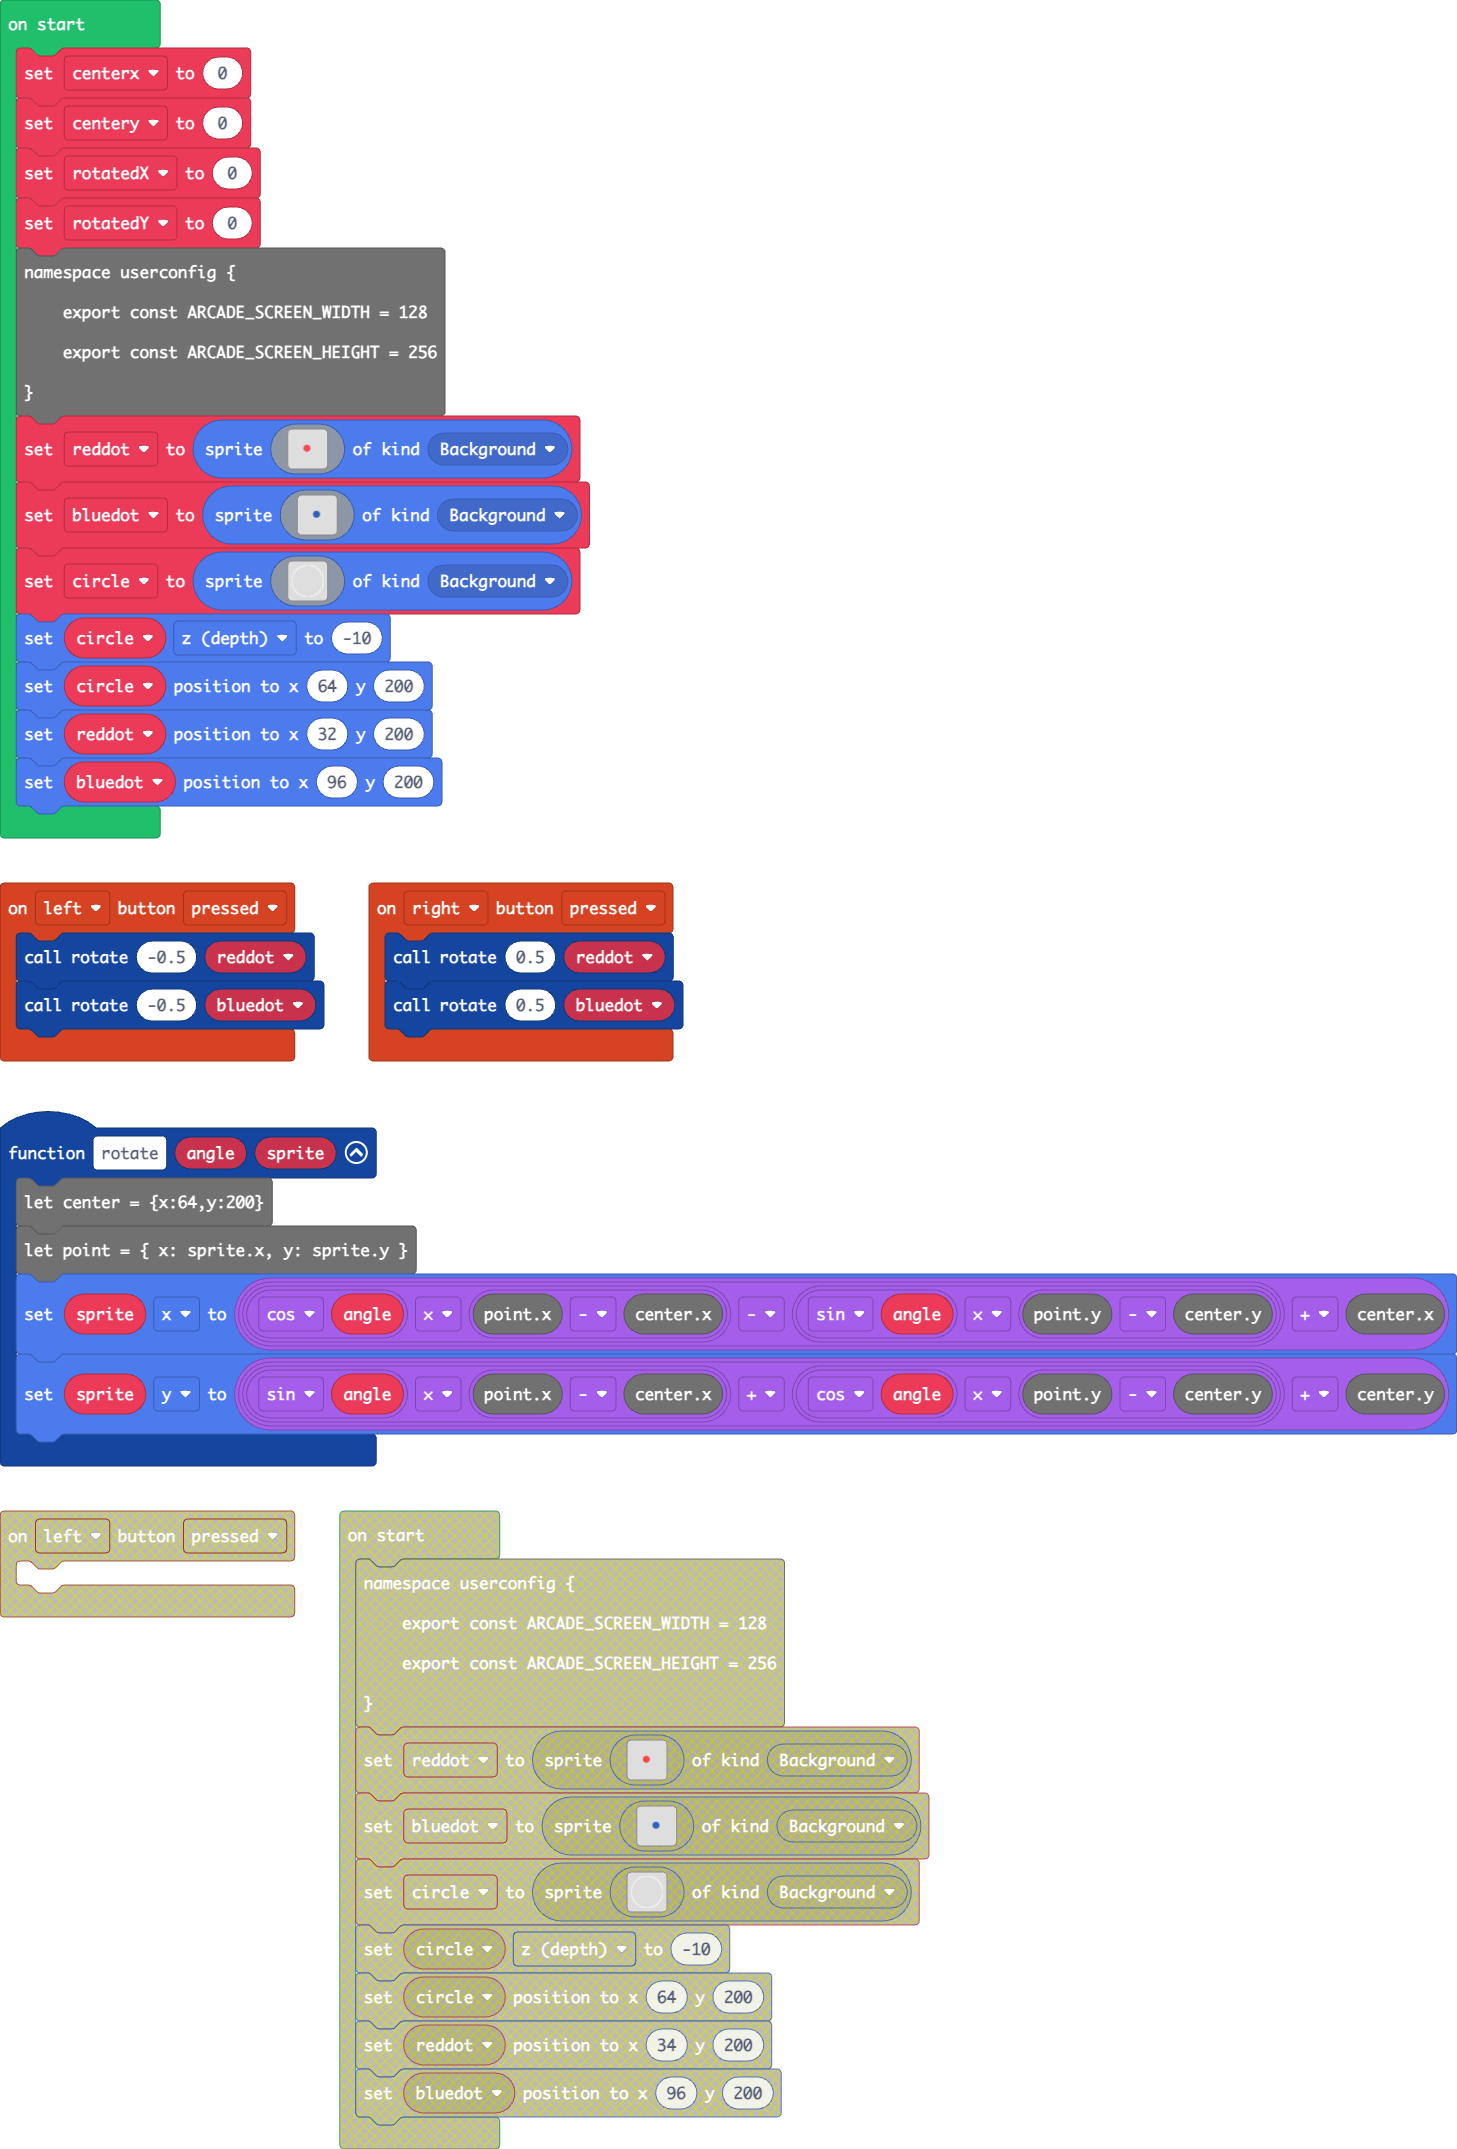 on start
set centerx to 0
set centery to 0
set rotatedX to 0
set rotatedY to 0
namespace userconfig {
export const ARCADE_SCREEN_WIDTH = 128
export const ARCADE_SCREEN_HEIGHT = 256
}
set reddot to sprite of kind Background
set bluedot to sprite of kind Background
set circle to sprite of kind Background
set circle z (depth) to -10
set circle position to x 64 y 200
set reddot position to x 32 y 200
set bluedot position to x 96 y 200
on left button pressed
call rotate -0.5 reddot
call rotate -0.5 bluedot
on right button pressed
call rotate 0.5 reddot
call rotate 0.5 bluedot
function rotate angle sprite
let center = {x:64,y:200}
let point = { x: sprite.x, y: sprite.y }
set sprite x to cos angle × point.x - center.x - sin angle × point.y - center.y + center.x
set sprite y to sin angle × point.x - center.x + cos angle × point.y - center.y + center.y
on left button pressed
on start
namespace userconfig {
export const ARCADE_SCREEN_WIDTH = 128
export const ARCADE_SCREEN_HEIGHT = 256
}
set reddot to sprite of kind Background
set bluedot to sprite of kind Background
set circle to sprite of kind Background
set circle z (depth) to -10
set circle position to x 64 y 200
set reddot position to x 34 y 200
set bluedot position to x 96 y 200